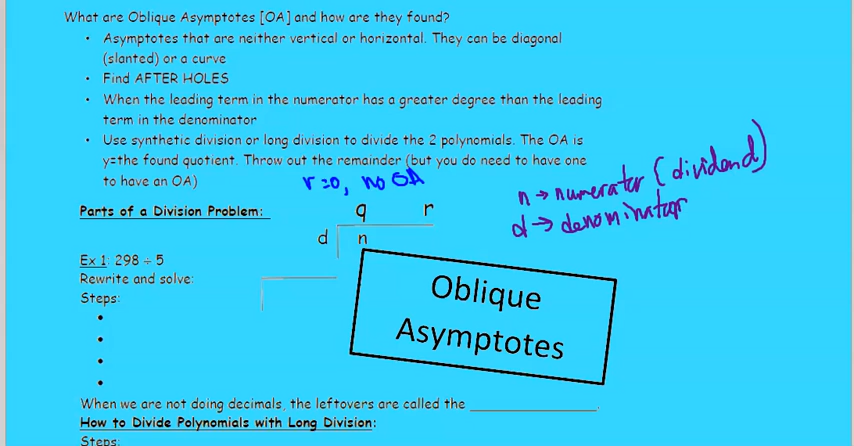 What are Oblique Asymptotes [OA] and how are they found?
• Asymptotes that are neither vertical or horizontal. They can be diagonal
(slanted) or a curve
• Find AFTER HOLES
• When the leading term in the numerator has a greater degree than the leading
term in the denominator
• Use synthetic division or long division to divide the 2 polynomials. The OA is
y=the found quotient. Throw out the remainder (but you do need to have one
to have an OA)
r=0, no OA
n → numerator (dividend)
d → denominator
Parts of a Division Problem:
q r
d n
Ex 1: 298 ÷ 5
Rewrite and solve:
Steps:
•
•
•
•
Oblique
Asymptotes
When we are not doing decimals, the leftovers are called the ____________________.
How to Divide Polynomials with Long Division:
Steps: